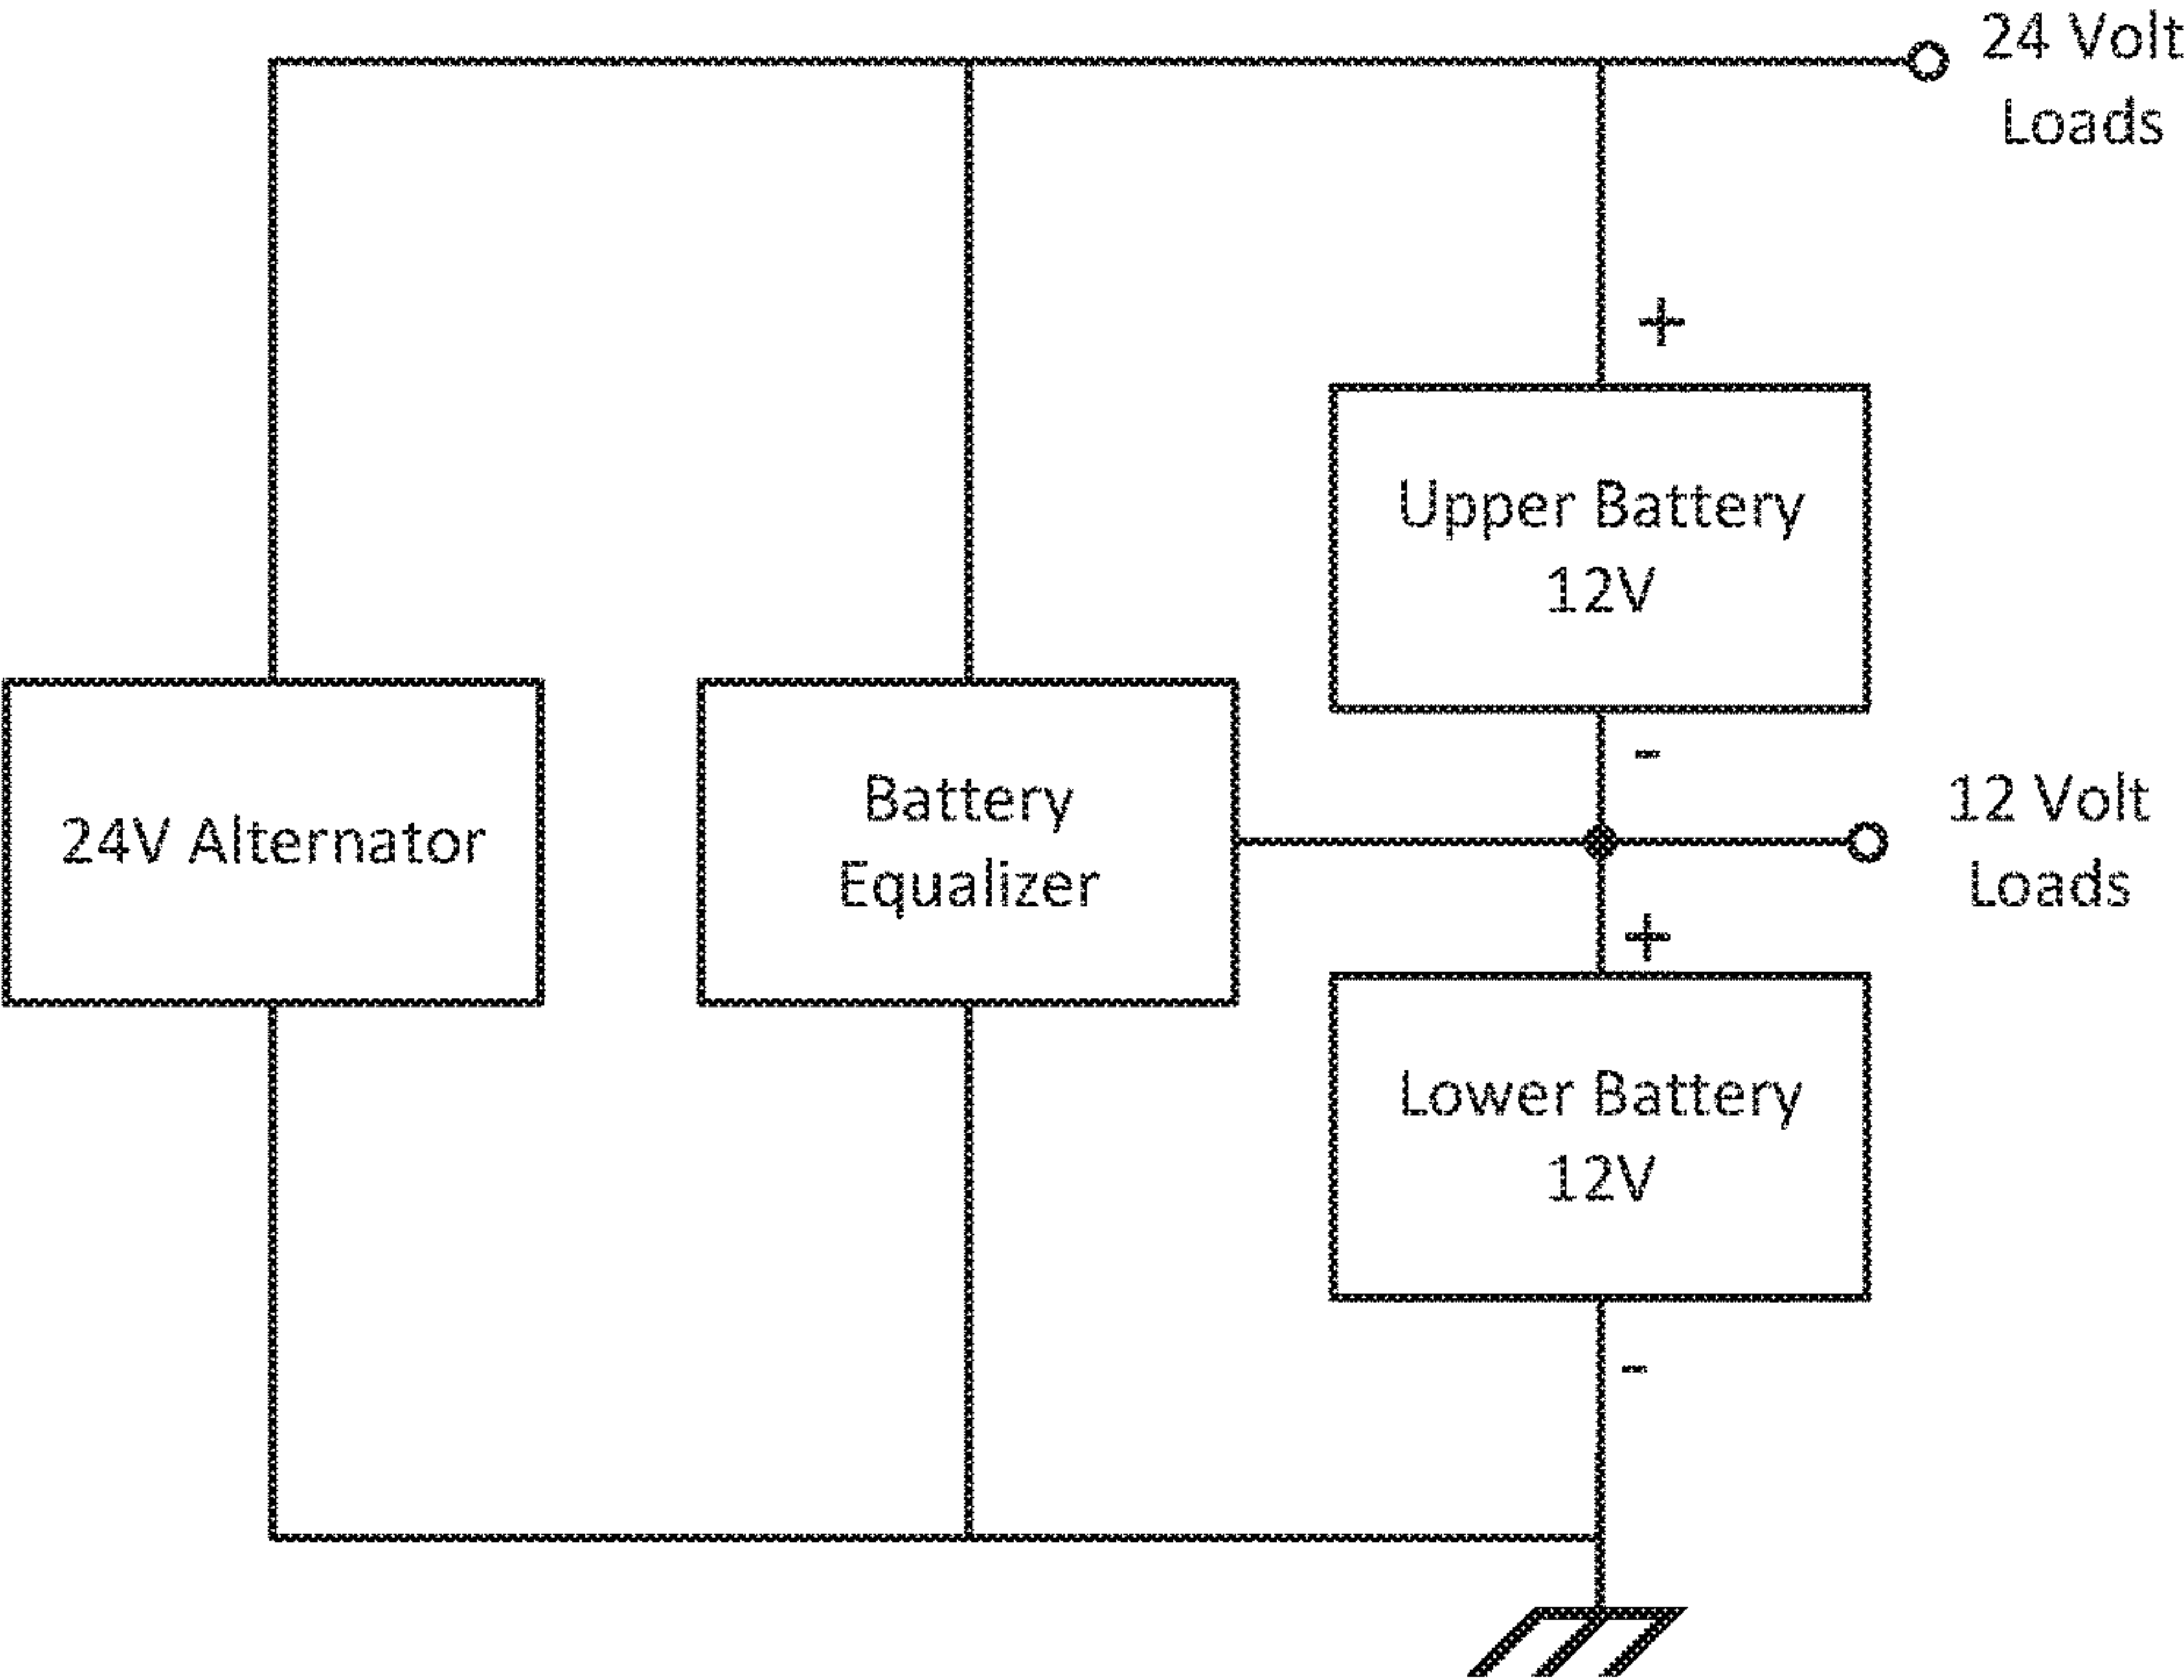 24 Volt
Loads
+
Upper Battery
12V
-
24V Alternator
Battery
Equalizer
12 Volt
Loads
+
Lower Battery
12V
-